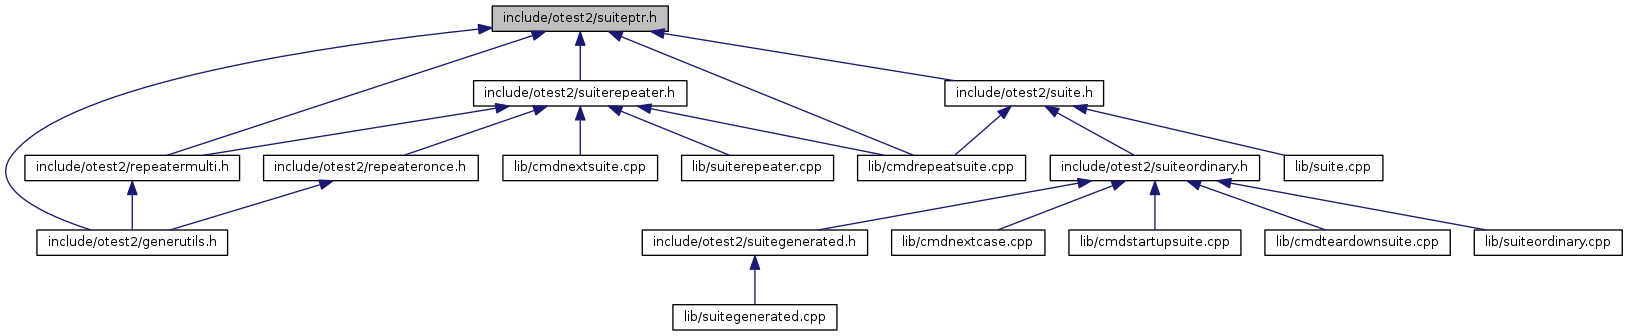 include/otest2/suiteptr.h
include/otest2/suiterepeater.h
include/otest2/suite.h
include/otest2/repeatermulti.h
include/otest2/repeateronce.h
lib/cmdnextsuite.cpp
lib/suiterepeater.cpp
lib/cmdrepeatsuite.cpp
include/otest2/suiteordinary.h
lib/suite.cpp
include/otest2/generutils.h
include/otest2/suitegenerated.h
lib/cmdnextcase.cpp
lib/cmdstartupsuite.cpp
lib/cmdteardownsuite.cpp
lib/suiteordinary.cpp
lib/suitegenerated.cpp